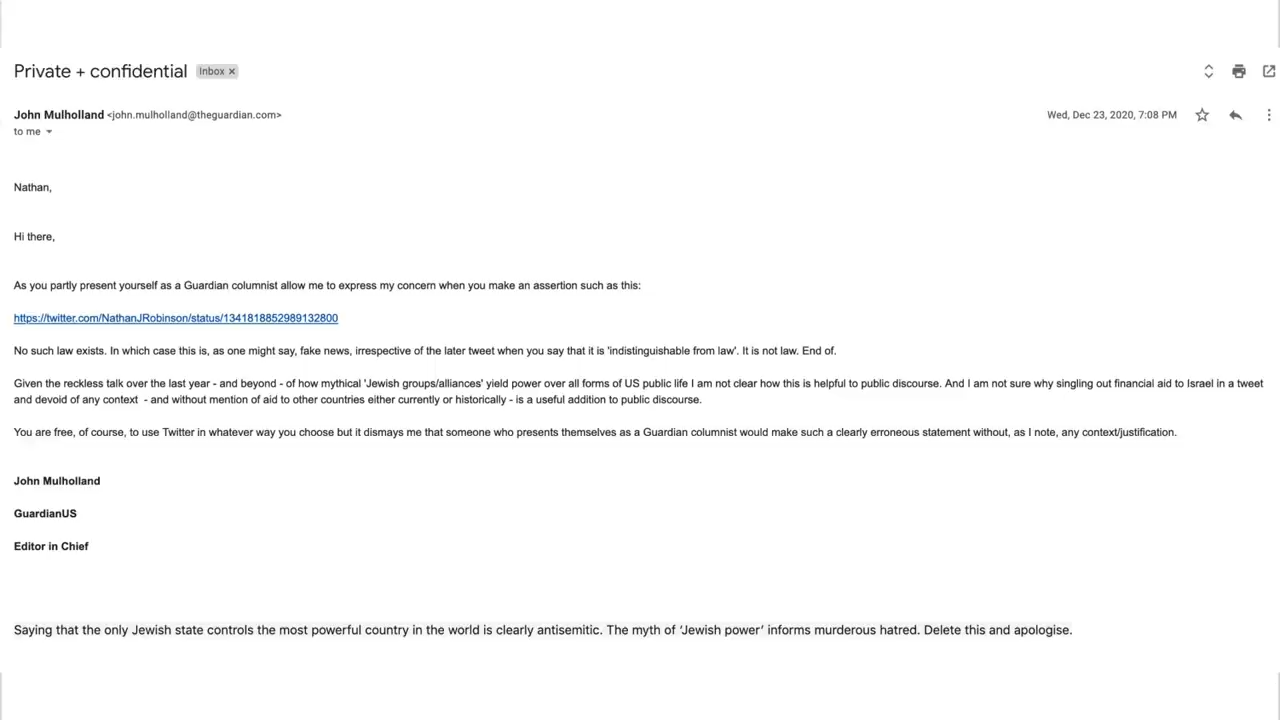 Private + confidential Inbox x
John Mulholland <john.mulholland@theguardian.com> Wed, Dec 23, 2020, 7:08 PM
to me
Nathan,
Hi there,
As you partly present yourself as a Guardian columnist allow me to express my concern when you make an assertion such as this:
https://twitter.com/NathanJRobinson/status/1341818852989132800
No such law exists. In which case this is, as one might say, fake news, irrespective of the later tweet when you say that it is 'indistinguishable from law'. It is not law. End of.
Given the reckless talk over the last year - and beyond - of how mythical 'Jewish groups/alliances' yield power over all forms of US public life I am not clear how this is helpful to public discourse. And I am not sure why singling out financial aid to Israel in a tweet
and devoid of any context - and without mention of aid to other countries either currently or historically - is a useful addition to public discourse.
You are free, of course, to use Twitter in whatever way you choose but it dismays me that someone who presents themselves as a Guardian columnist would make such a clearly erroneous statement without, as I note, any context/justification.
John Mulholland
GuardianUS
Editor in Chief
Saying that the only Jewish state controls the most powerful country in the world is clearly antisemitic. The myth of ‘Jewish power’ informs murderous hatred. Delete this and apologise.